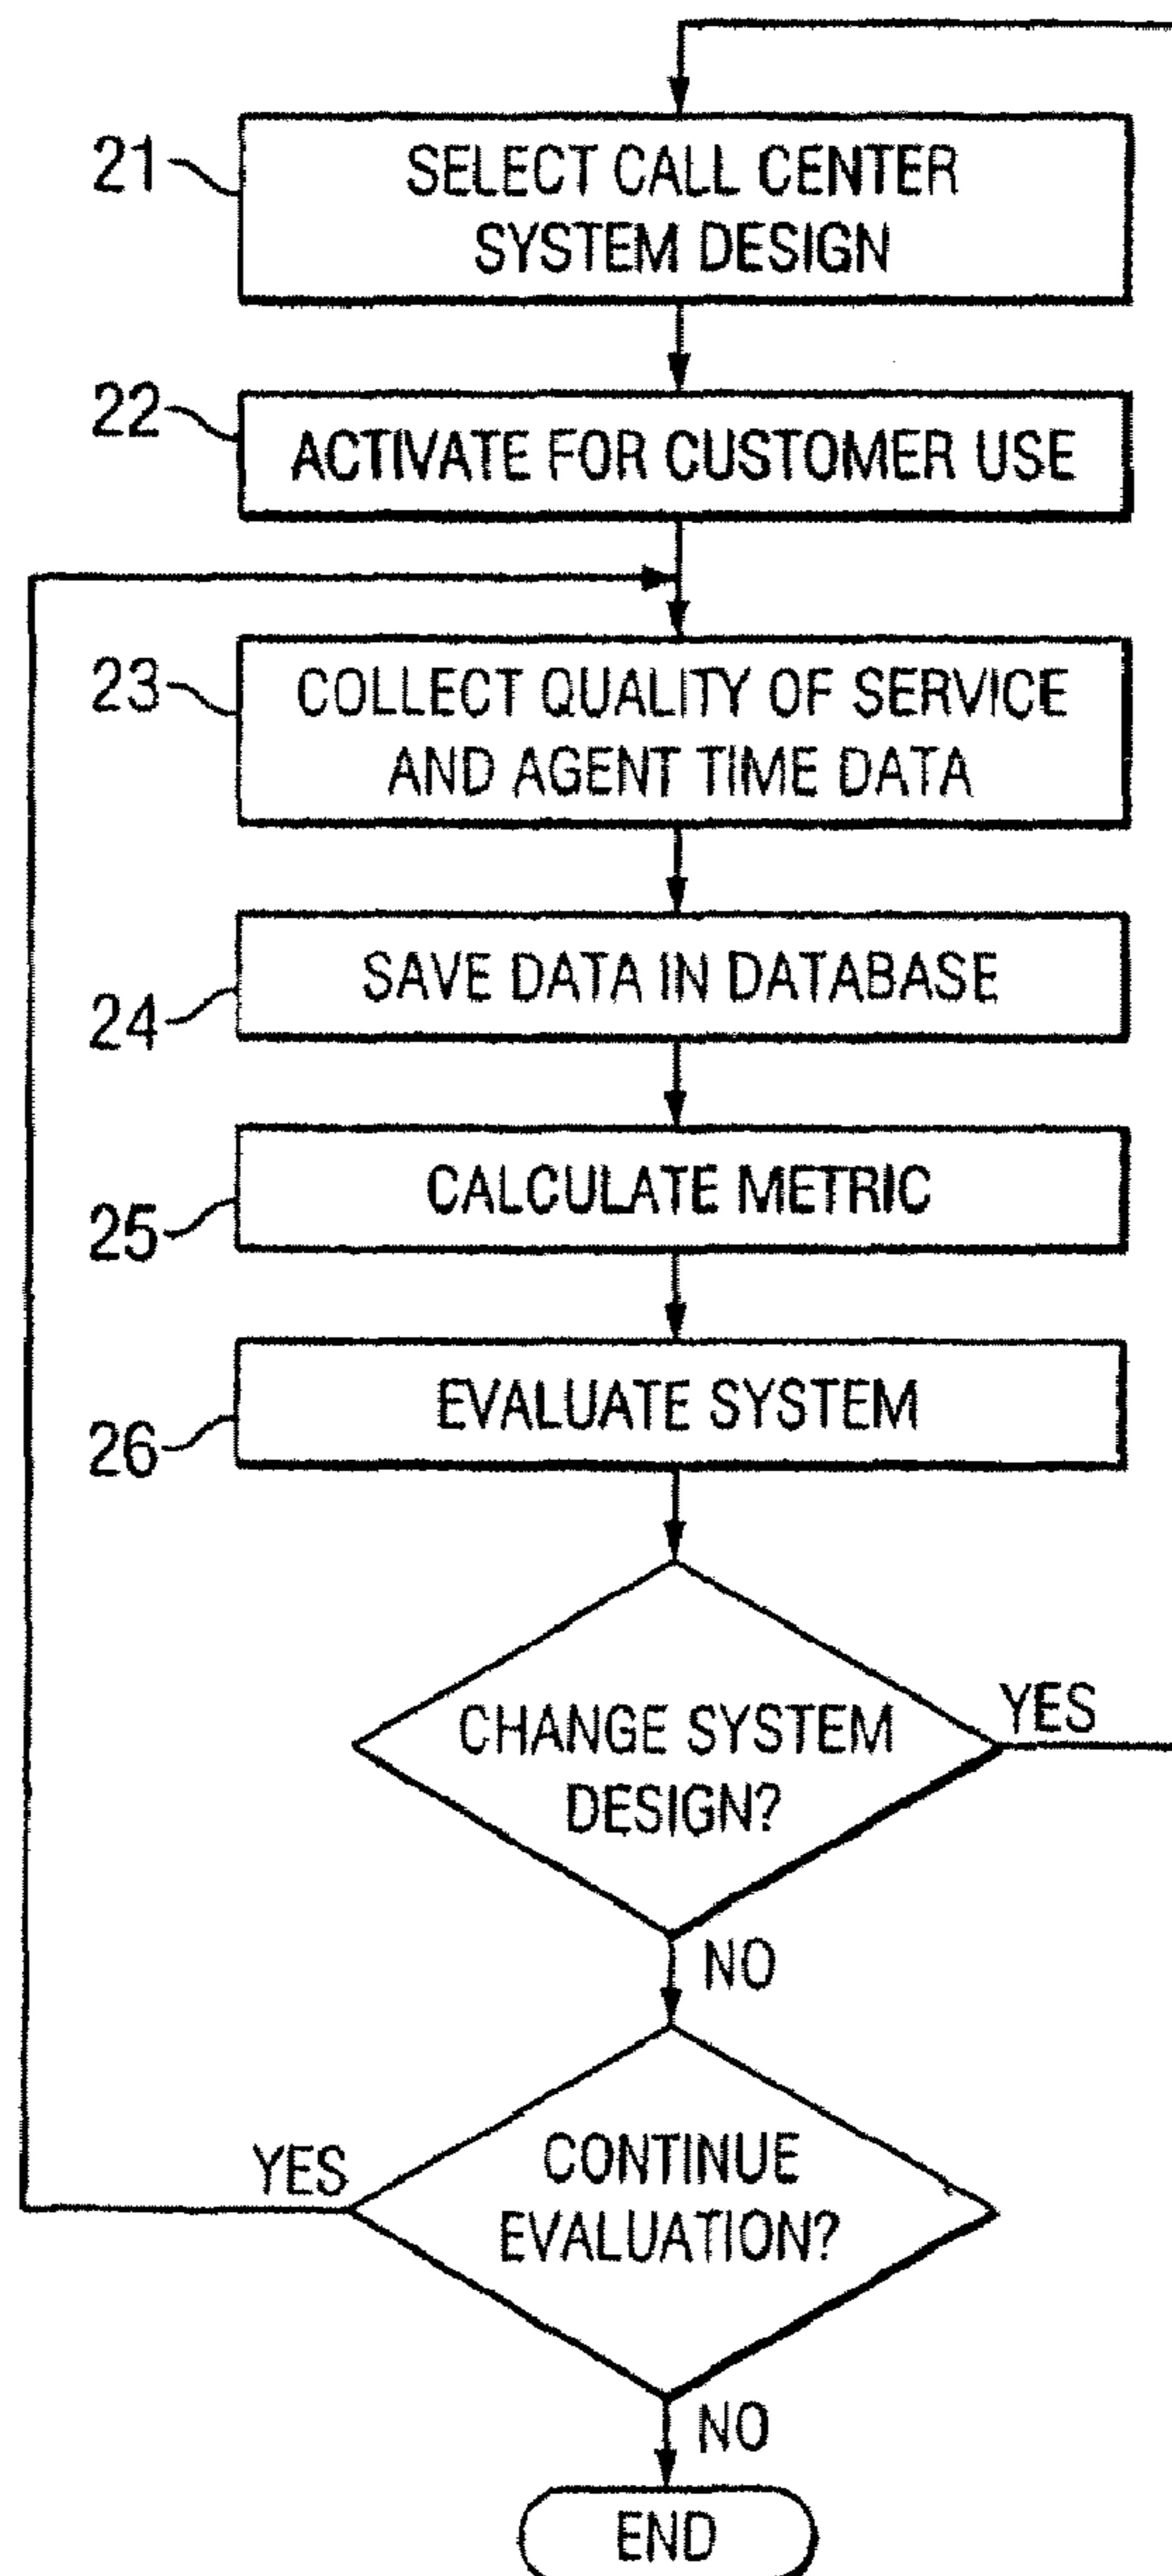 21
SELECT CALL CENTER
SYSTEM DESIGN
22
ACTIVATE FOR CUSTOMER USE
23
COLLECT QUALITY OF SERVICE
AND AGENT TIME DATA
24
SAVE DATA IN DATABASE
25
CALCULATE METRIC
26
EVALUATE SYSTEM
CHANGE SYSTEM
DESIGN?
YES
NO
CONTINUE
EVALUATION?
YES
NO
END